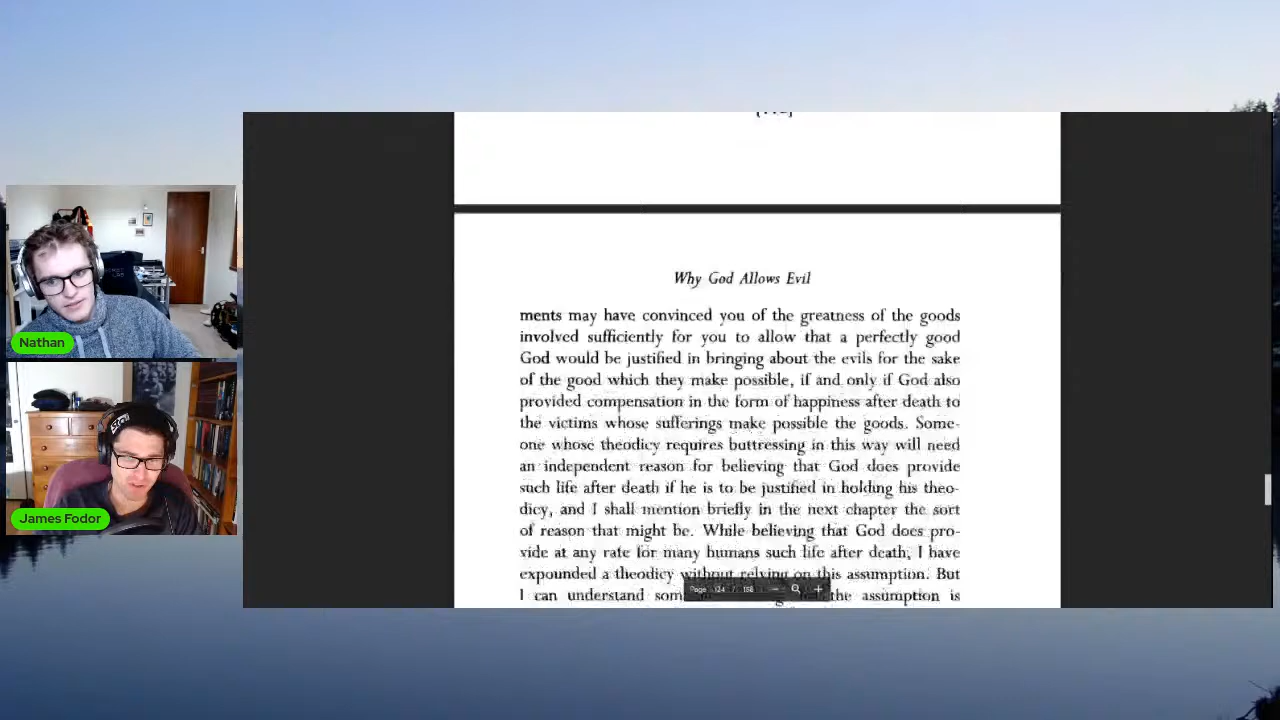 Nathan
James Fodor
Why God Allows Evil
ments may have convinced you of the greatness of the goods
involved sufficiently for you to allow that a perfectly good
God would be justified in bringing about the evils for the sake
of the good which they make possible, if and only if God also
provided compensation in the form of happiness after death to
the victims whose sufferings make possible the goods. Some-
one whose theodicy requires buttressing in this way will need
an independent reason for believing that God does provide
such life after death if he is to be justified in holding his theo-
dicy, and I shall mention briefly in the next chapter the sort
of reason that might be. While believing that God does pro-
vide at any rate for many humans such life after death, I have
expounded a theodicy without relying on this assumption. But
I can understand the assumption is
Page 124 / 158